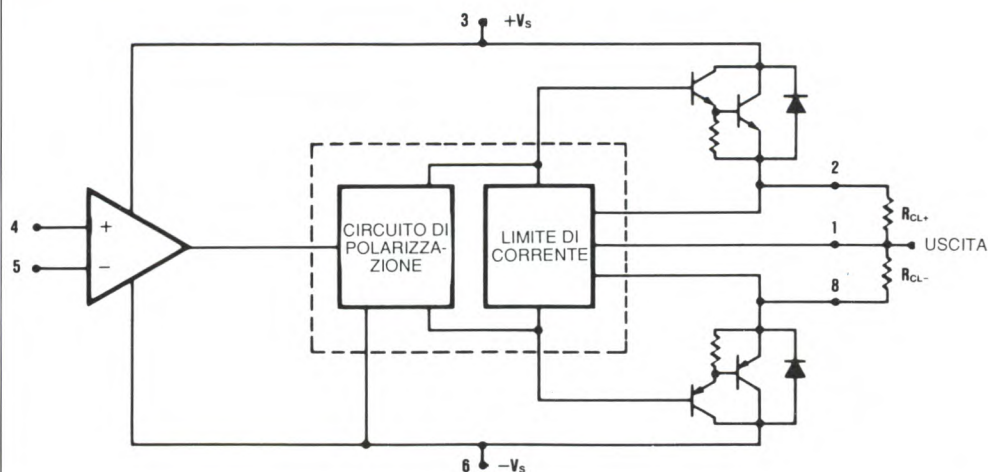 3 +Vs
4 +
5 −
CIRCUITO DI
POLARIZZA-
ZIONE
LIMITE DI
CORRENTE
2
RCL+
1
USCITA
RCL−
8
6 −Vs